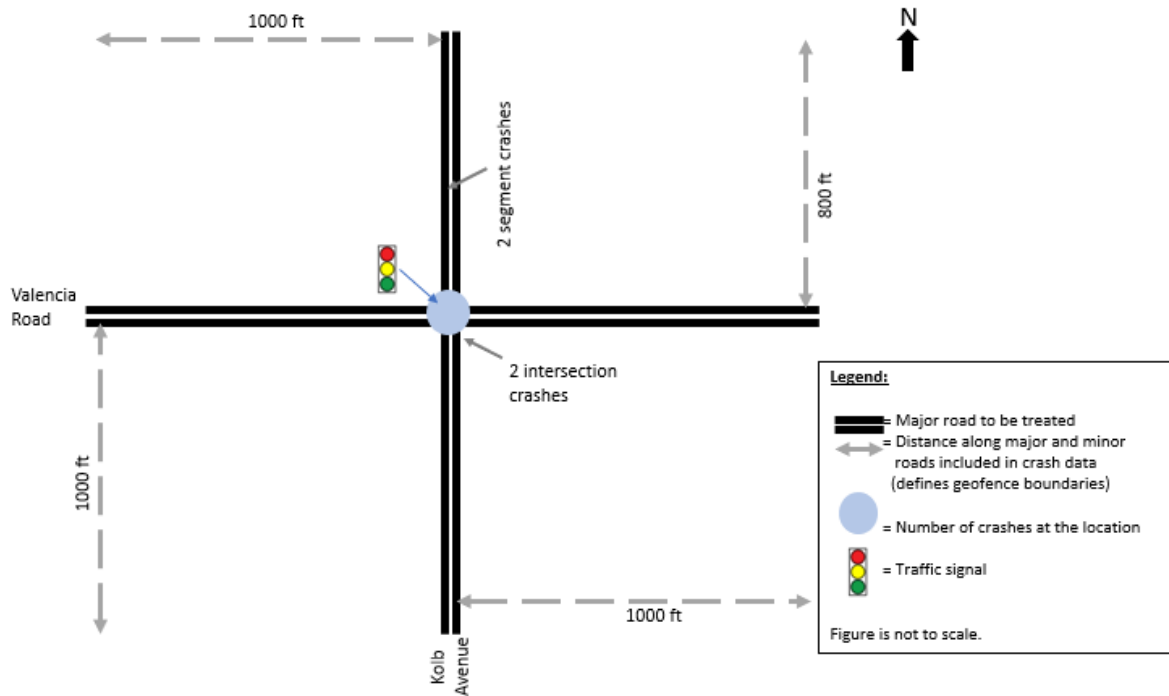 1000 ft
N
2 segment crashes
800 ft
Valencia
Road
2 intersection
crashes
1000 ft
1000 ft
Kolb
Avenue
Legend:
= Major road to be treated
= Distance along major and minor
roads included in crash data
(defines geofence boundaries)
= Number of crashes at the location
= Traffic signal
Figure is not to scale.